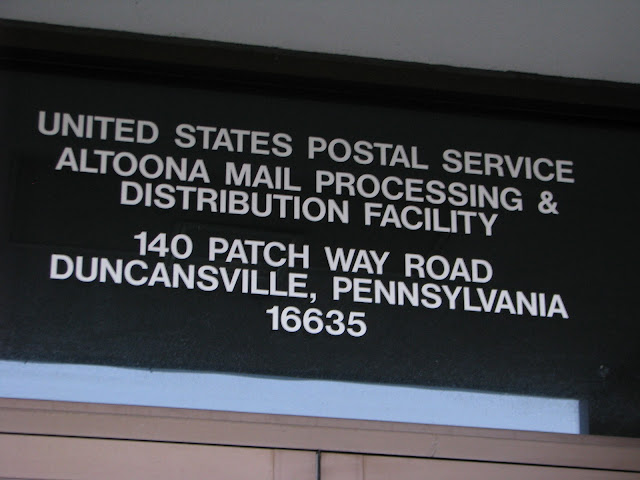 UNITED STATES POSTAL SERVICE
ALTOONA MAIL PROCESSING &
DISTRIBUTION FACILITY
140 PATCH WAY ROAD
DUNCANSVILLE, PENNSYLVANIA
16635